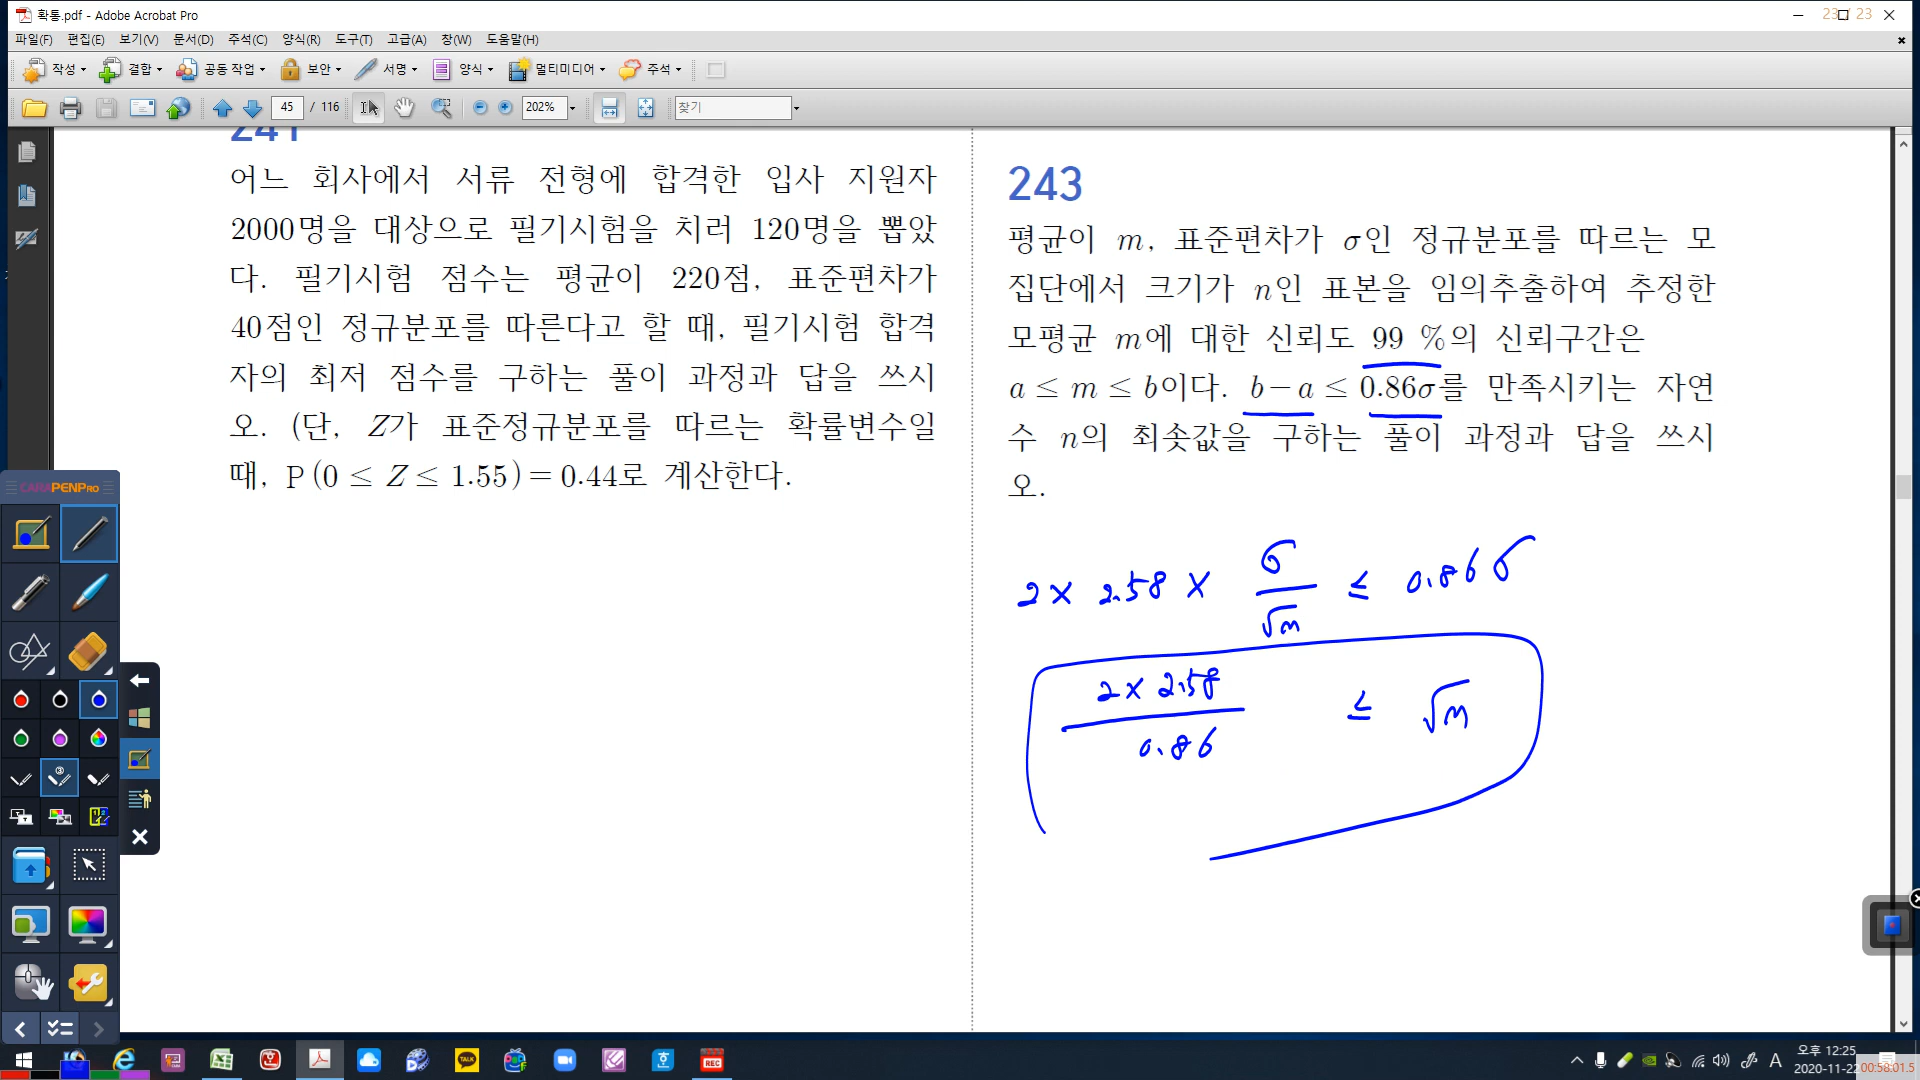 확통.pdf - Adobe Acrobat Pro
파일(F) 편집(E) 보기(V) 문서(D) 주석(C) 양식(R) 도구(T) 고급(A) 창(W) 도움말(H)
작성 결합 공동 작업 보안 서명 양식 멀티미디어 주석
45 / 116 202% 찾기
241
어느 회사에서 서류 전형에 합격한 입사 지원자
2000명을 대상으로 필기시험을 치러 120명을 뽑았
다. 필기시험 점수는 평균이 220점, 표준편차가
40점인 정규분포를 따른다고 할 때, 필기시험 합격
자의 최저 점수를 구하는 풀이 과정과 답을 쓰시
오. (단, Z가 표준정규분포를 따르는 확률변수일
때, P(0 ≤ Z ≤ 1.55) = 0.44로 계산한다.
243
평균이 m, 표준편차가 σ인 정규분포를 따르는 모
집단에서 크기가 n인 표본을 임의추출하여 추정한
모평균 m에 대한 신뢰도 99 %의 신뢰구간은
a ≤ m ≤ b이다. b − a ≤ 0.86σ를 만족시키는 자연
수 n의 최솟값을 구하는 풀이 과정과 답을 쓰시
오.
2 × 2.58 × σ/√n ≤ 0.86σ
2 × 2.58 / 0.86 ≤ √n
CARAPENPRO
오후 12:25
2020-11-22
00:58:01.5